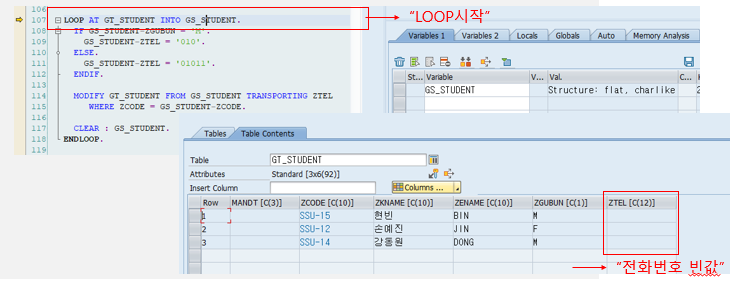 106
107 LOOP AT GT_STUDENT INTO GS_STUDENT.
108 IF GS_STUDENT-ZGUBUN = 'M'.
109 GS_STUDENT-ZTEL = '010'.
110 ELSE.
111 GS_STUDENT-ZTEL = '01011'.
112 ENDIF.
113
114 MODIFY GT_STUDENT FROM GS_STUDENT TRANSPORTING ZTEL
115 WHERE ZCODE = GS_STUDENT-ZCODE.
116
117 CLEAR : GS_STUDENT.
118 ENDLOOP.
119
“LOOP시작”
Variables 1 Variables 2 Locals Globals Auto Memory Analysis
St... Variable V... Val. C...
GS_STUDENT Structure: flat, charlike 2
Tables Table Contents
Table GT_STUDENT
Attributes Standard [3x6(92)]
Insert Column Columns ...
Row MANDT [C(3)] ZCODE [C(10)] ZKNAME [C(10)] ZENAME [C(10)] ZGUBUN [C(1)] ZTEL [C(12)]
1 SSU-15 현빈 BIN M
2 SSU-12 손예진 JIN F
3 SSU-14 강동원 DONG M
“전화번호 빈값”